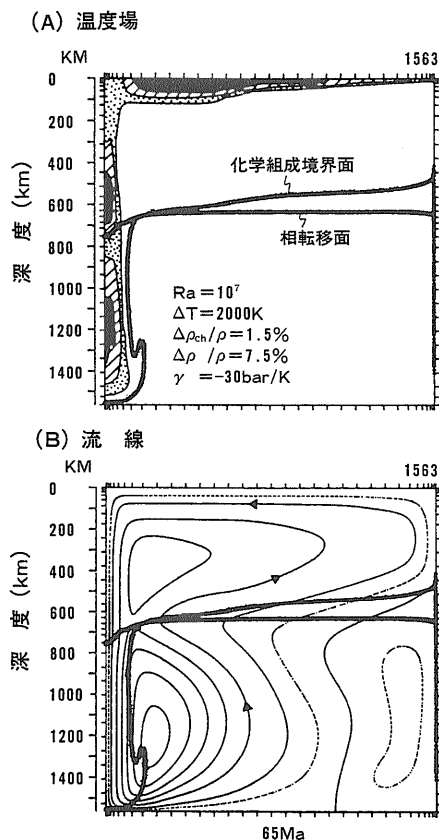 (A) 温度場
KM 1563
0
200
400
600
800
1000
1200
1400
深 度 (km)
化学組成境界面
相転移面
Ra=10⁷
ΔT=2000K
Δρch/ρ=1.5%
Δρ /ρ=7.5%
γ =-30bar/K
(B) 流 線
KM 1563
0
200
400
600
800
1000
1200
1400
深 度 (km)
65Ma